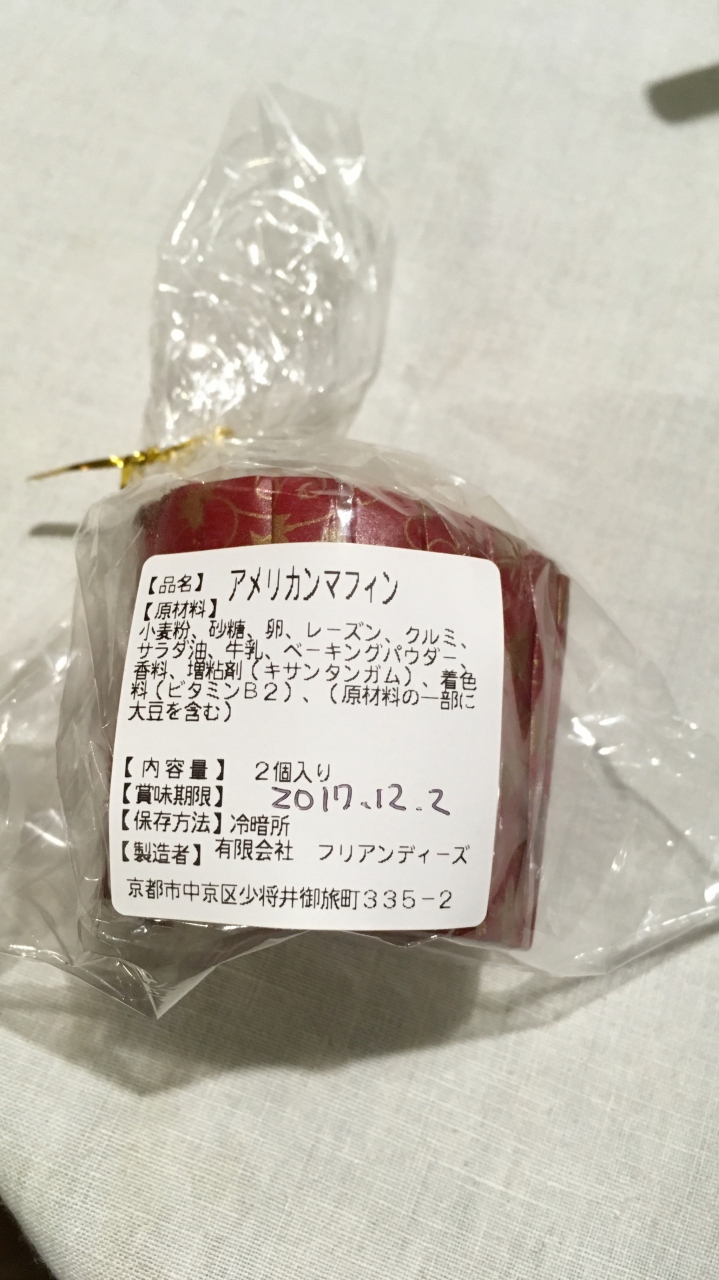 【品名】 アメリカンマフィン
【原材料】
小麦粉、砂糖、卵、レーズン、クルミ、
サラダ油、牛乳、ベーキングパウダー、
香料、増粘剤(キサンタンガム)、着色
料(ビタミンB2)、(原材料の一部に
大豆を含む)
【内容量】 2個入り
【賞味期限】 2017.12.2
【保存方法】冷暗所
【製造者】有限会社 フリアンディーズ
京都市中京区少将井御旅町335-2